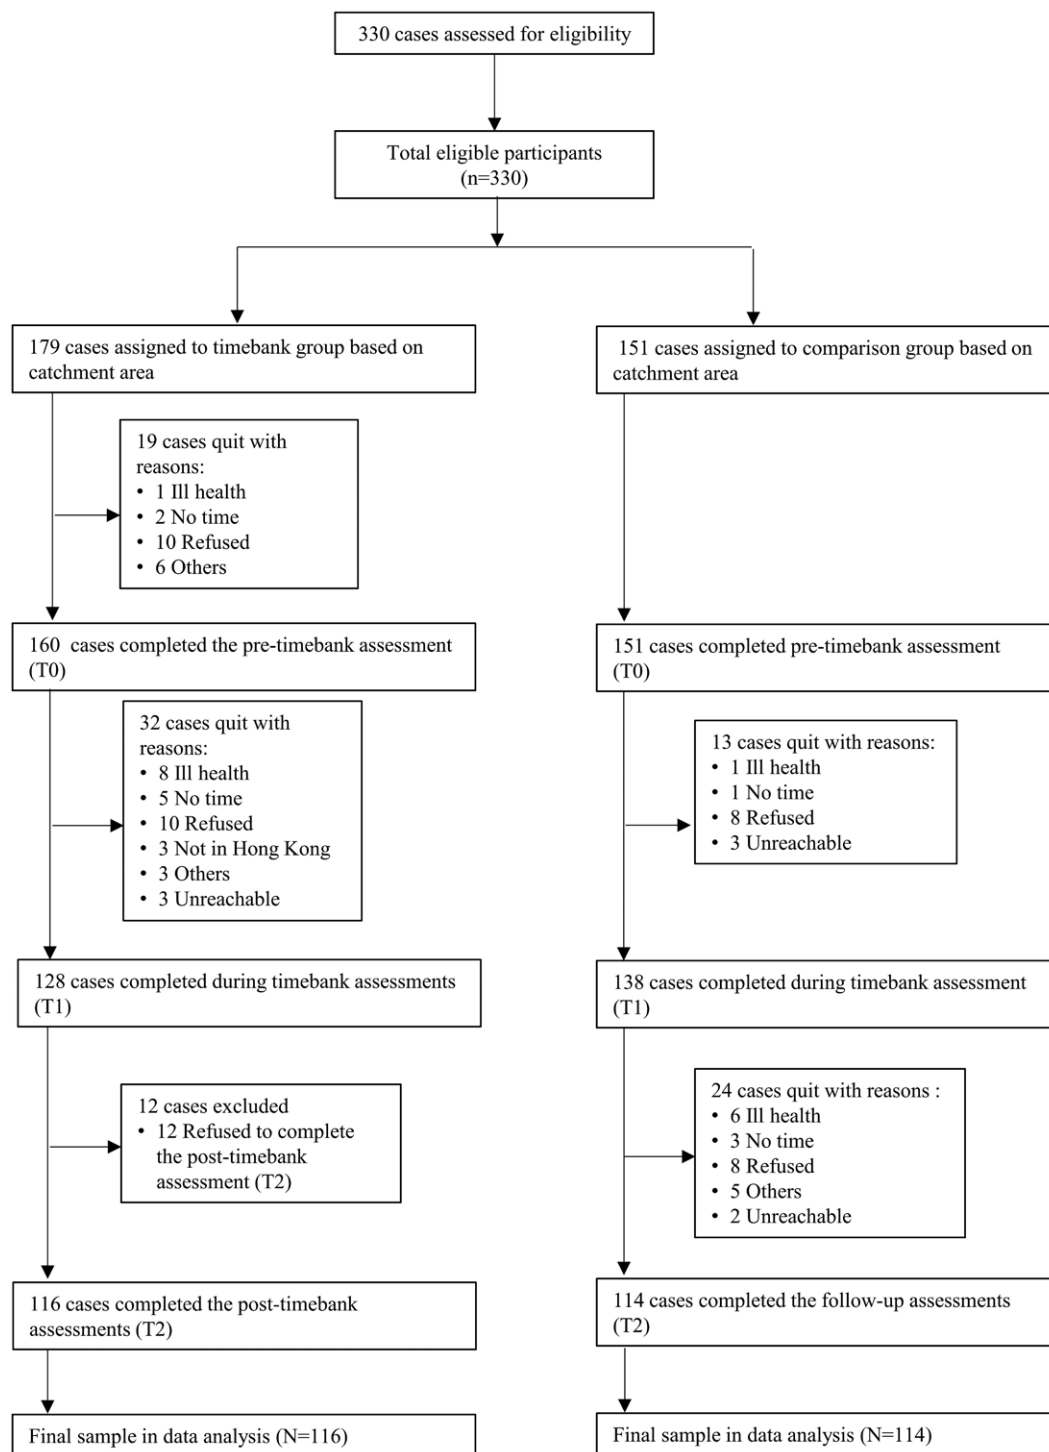 330 cases assessed for eligibility
Total eligible participants
(n=330)
179 cases assigned to timebank group based on
catchment area
151 cases assigned to comparison group based on
catchment area
19 cases quit with
reasons:
• 1 Ill health
• 2 No time
• 10 Refused
• 6 Others
160 cases completed the pre-timebank assessment
(T0)
151 cases completed pre-timebank assessment
(T0)
32 cases quit with
reasons:
• 8 Ill health
• 5 No time
• 10 Refused
• 3 Not in Hong Kong
• 3 Others
• 3 Unreachable
13 cases quit with reasons:
• 1 Ill health
• 1 No time
• 8 Refused
• 3 Unreachable
128 cases completed during timebank assessments
(T1)
138 cases completed during timebank assessment
(T1)
12 cases excluded
• 12 Refused to complete
the post-timebank
assessment (T2)
24 cases quit with reasons :
• 6 Ill health
• 3 No time
• 8 Refused
• 5 Others
• 2 Unreachable
116 cases completed the post-timebank
assessments (T2)
114 cases completed the follow-up assessments
(T2)
Final sample in data analysis (N=116)
Final sample in data analysis (N=114)